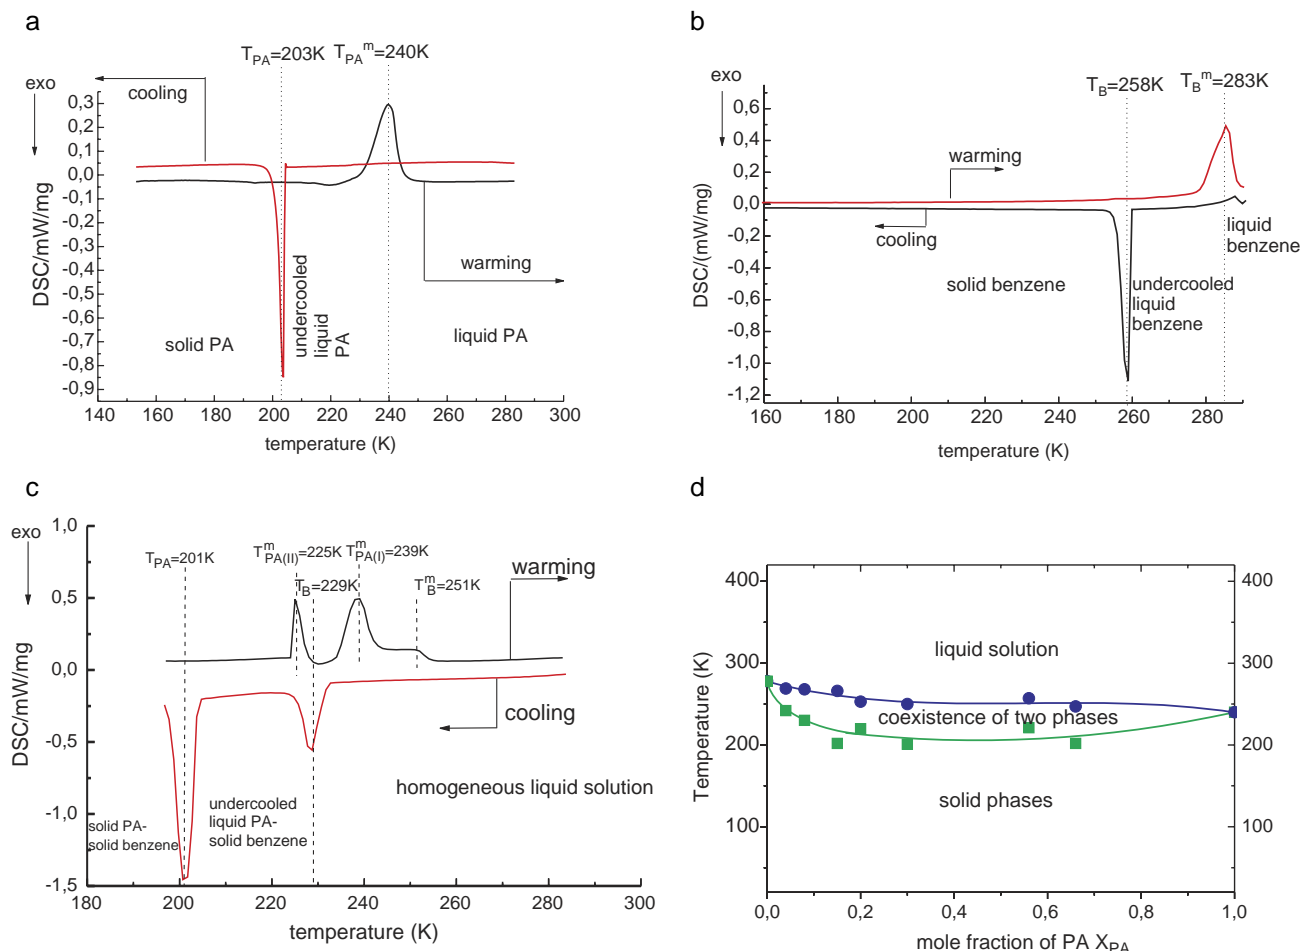 a
T_PA=203K
T_PA^m=240K
exo
cooling
0,3
0,2
0,1
0,0
-0,1
-0,2
-0,3
-0,4
-0,5
-0,6
-0,7
-0,8
-0,9
DSC/mW/mg
warming
solid PA
undercooled
liquid
PA
liquid PA
140
160
180
200
220
240
260
280
300
temperature (K)
b
exo
T_B=258K
T_B^m=283K
0,6
0,4
0,2
0,0
-0,2
-0,4
-0,6
-0,8
-1,0
-1,2
DSC/(mW/mg)
warming
cooling
liquid
benzene
solid benzene
undercooled
liquid
benzene
160
180
200
220
240
260
280
temperature (K)
c
exo
1,0
0,5
0,0
-0,5
-1,0
-1,5
DSC/mW/mg
T_PA=201K
T^m_PA(II)=225K
T^m_PA(I)=239K
T_B=229K
T_B^m=251K
warming
cooling
homogeneous liquid solution
undercooled
liquid PA-
solid benzene
solid PA-
solid benzene
180
200
220
240
260
280
300
temperature (K)
d
400
300
200
100
Temperature (K)
400
300
200
100
liquid solution
coexistence of two phases
solid phases
0,0
0,2
0,4
0,6
0,8
1,0
mole fraction of PA X_PA